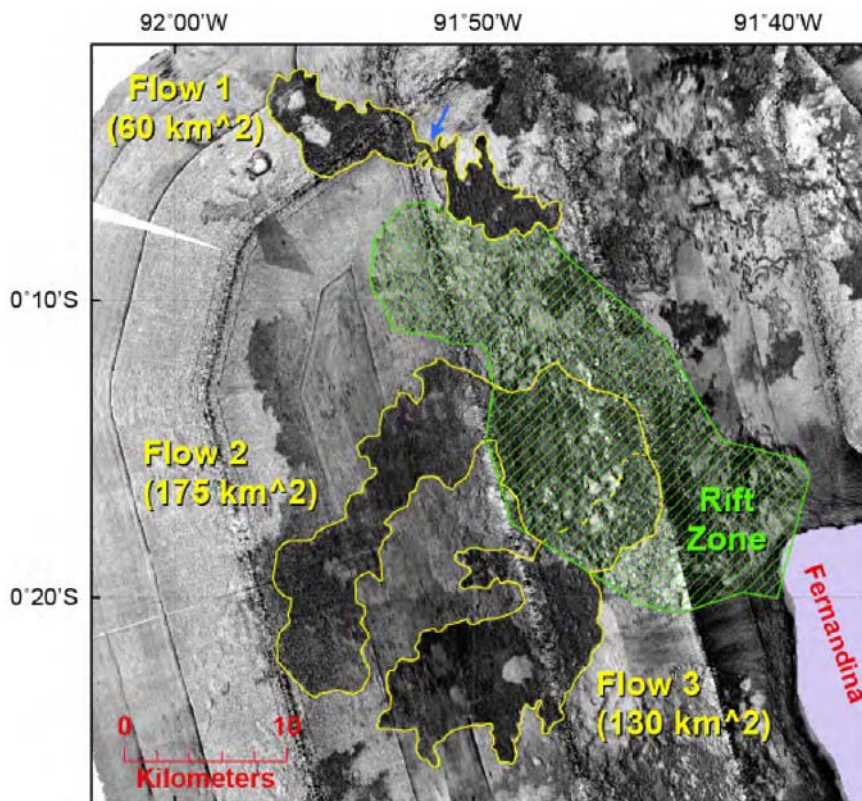 92°00'W
91°50'W
91°40'W
Flow 1
(60 km^2)
0°10'S
Flow 2
(175 km^2)
Rift
Zone
0°20'S
Fernandina
Flow 3
(130 km^2)
0
10
Kilometers